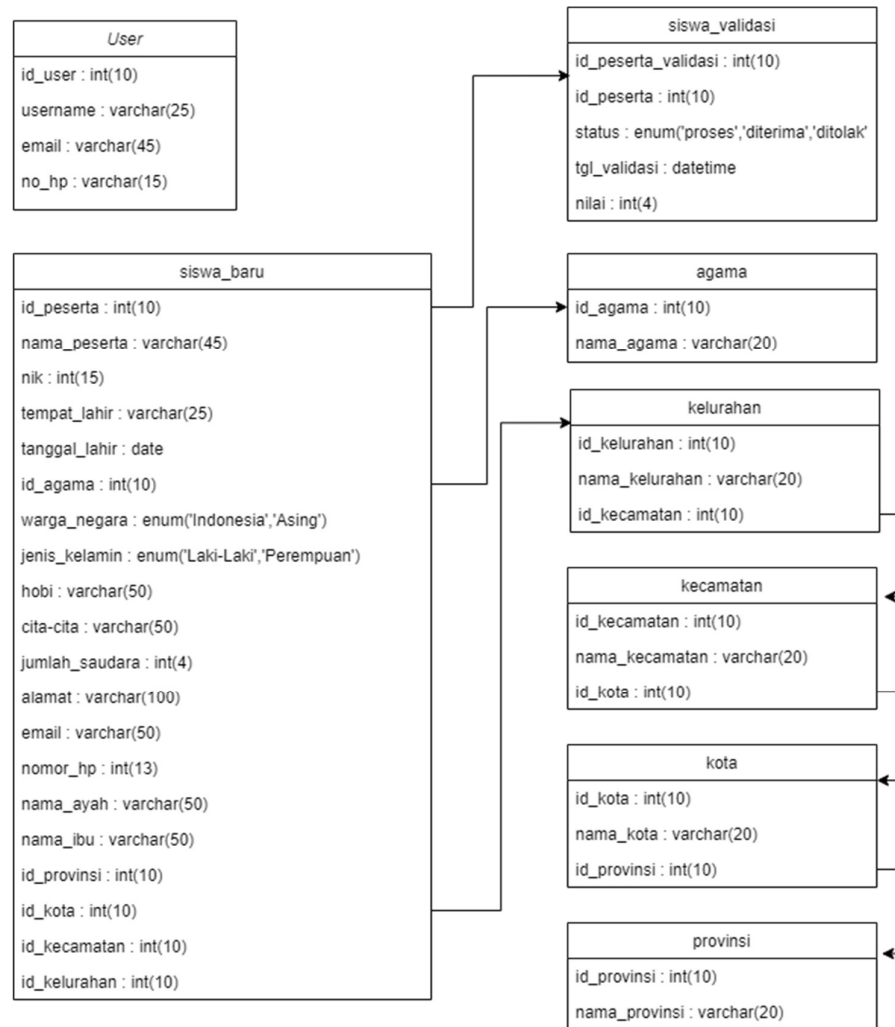 User
id_user : int(10)
username : varchar(25)
email : varchar(45)
no_hp : varchar(15)
siswa_baru
id_peserta : int(10)
nama_peserta : varchar(45)
nik : int(15)
tempat_lahir : varchar(25)
tanggal_lahir : date
id_agama : int(10)
warga_negara : enum('Indonesia','Asing')
jenis_kelamin : enum('Laki-Laki','Perempuan')
hobi : varchar(50)
cita-cita : varchar(50)
jumlah_saudara : int(4)
alamat : varchar(100)
email : varchar(50)
nomor_hp : int(13)
nama_ayah : varchar(50)
nama_ibu : varchar(50)
id_provinsi : int(10)
id_kota : int(10)
id_kecamatan : int(10)
id_kelurahan : int(10)
siswa_validasi
id_peserta_validasi : int(10)
id_peserta : int(10)
status : enum('proses','diterima','ditolak'
tgl_validasi : datetime
nilai : int(4)
agama
id_agama : int(10)
nama_agama : varchar(20)
kelurahan
id_kelurahan : int(10)
nama_kelurahan : varchar(20)
id_kecamatan : int(10)
kecamatan
id_kecamatan : int(10)
nama_kecamatan : varchar(20)
id_kota : int(10)
kota
id_kota : int(10)
nama_kota : varchar(20)
id_provinsi : int(10)
provinsi
id_provinsi : int(10)
nama_provinsi : varchar(20)